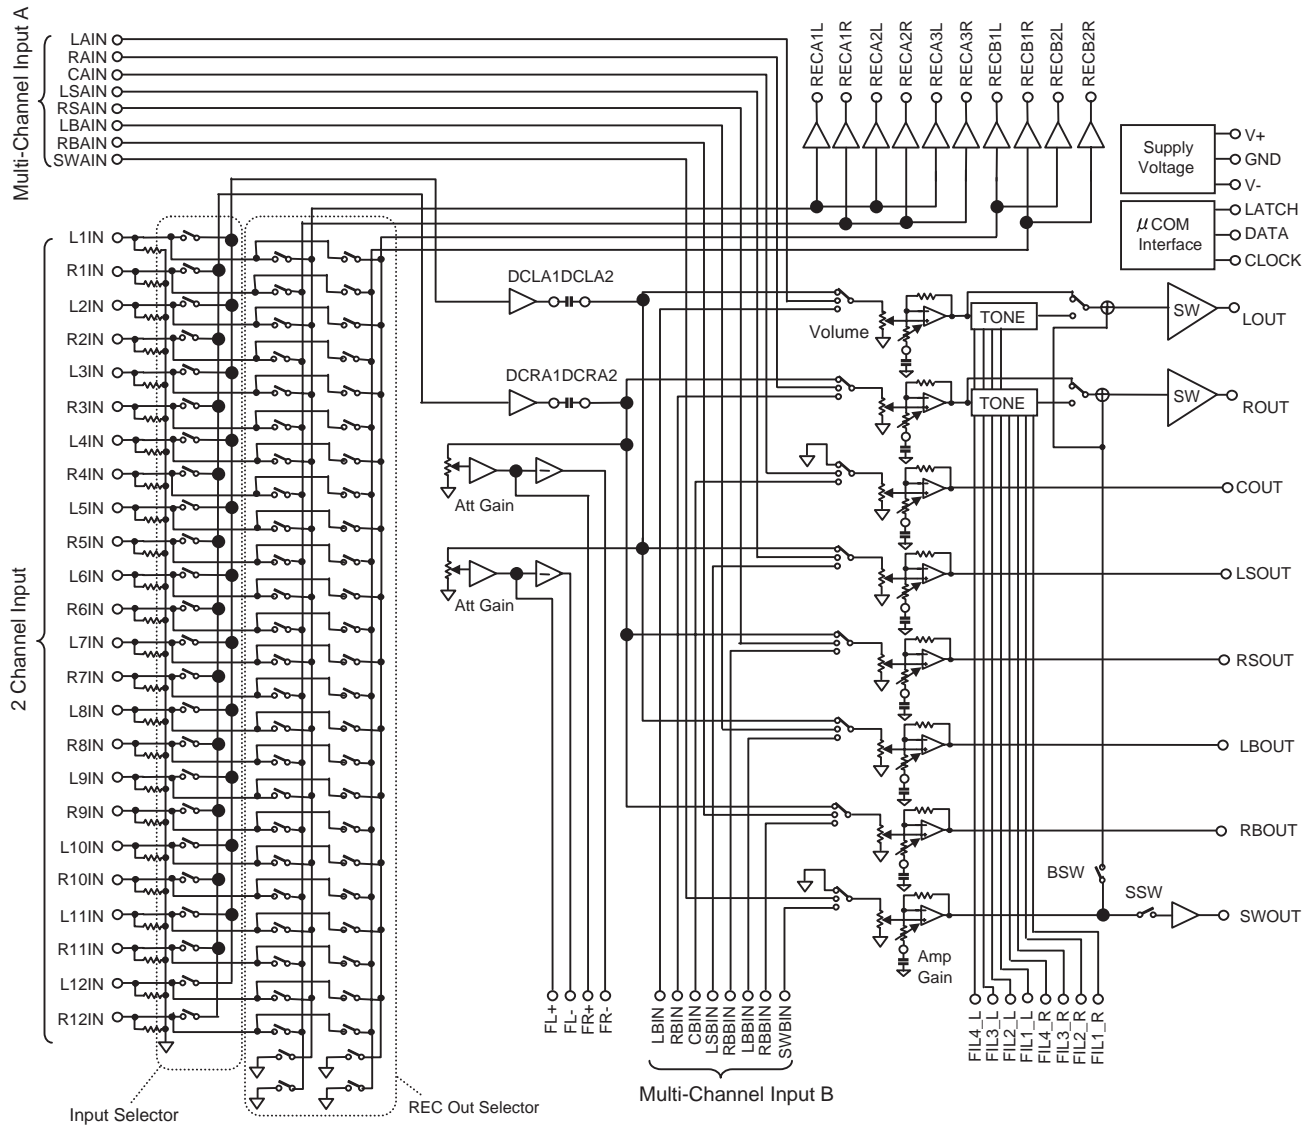 Multi-Channel Input A
LAIN
RAIN
CAIN
LSAIN
RSAIN
LBAIN
RBAIN
SWAIN
RECA1L
RECA1R
RECA2L
RECA2R
RECA3L
RECA3R
RECB1L
RECB1R
RECB2L
RECB2R
Supply
Voltage
V+
GND
V-
μCOM
Interface
LATCH
DATA
CLOCK
2 Channel Input
L1IN
R1IN
L2IN
R2IN
L3IN
R3IN
L4IN
R4IN
L5IN
R5IN
L6IN
R6IN
L7IN
R7IN
L8IN
R8IN
L9IN
R9IN
L10IN
R10IN
L11IN
R11IN
L12IN
R12IN
Input Selector
REC Out Selector
DCLA1DCLA2
DCRA1DCRA2
Att Gain
Att Gain
FL+
FL-
FR+
FR-
Volume
TONE
TONE
SW
SW
LOUT
ROUT
COUT
LSOUT
RSOUT
LBOUT
RBOUT
BSW
SSW
SWOUT
Amp
Gain
LBIN
RBIN
CBIN
LSBIN
RBBIN
LBBIN
RBBIN
SWBIN
Multi-Channel Input B
FIL4_L
FIL3_L
FIL2_L
FIL1_L
FIL4_R
FIL3_R
FIL2_R
FIL1_R